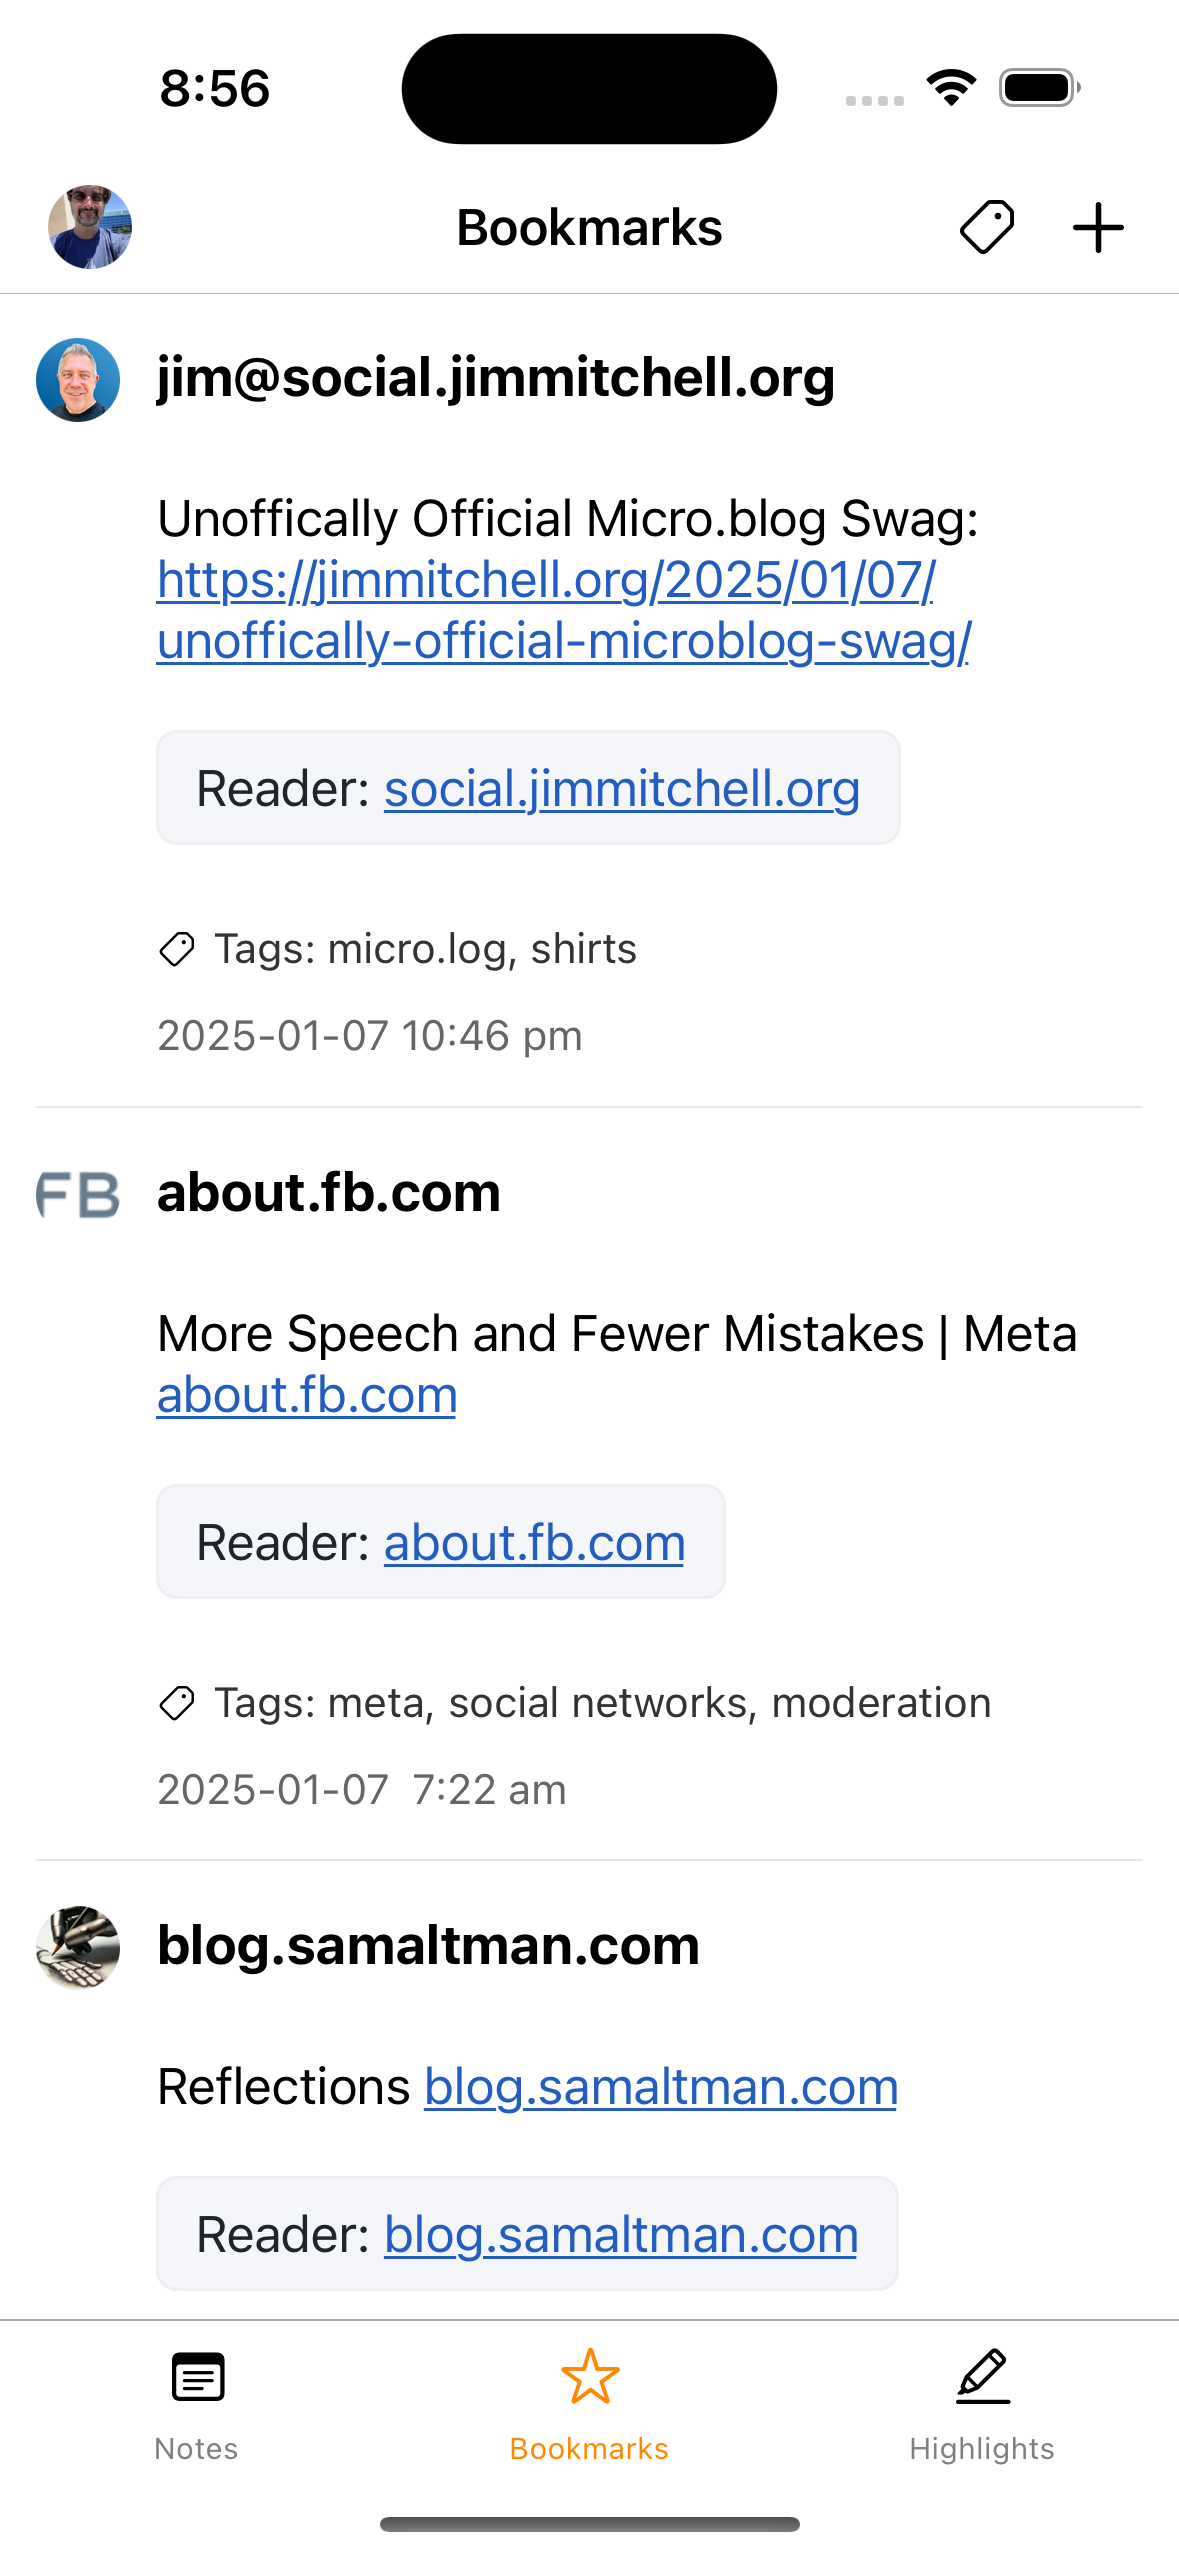 8:56
Bookmarks
jim@social.jimmitchell.org
Unoffically Official Micro.blog Swag:
https://jimmitchell.org/2025/01/07/
unoffically-official-microblog-swag/
Reader: social.jimmitchell.org
Tags: micro.log, shirts
2025-01-07 10:46 pm
FB
about.fb.com
More Speech and Fewer Mistakes | Meta
about.fb.com
Reader: about.fb.com
Tags: meta, social networks, moderation
2025-01-07  7:22 am
blog.samaltman.com
Reflections blog.samaltman.com
Reader: blog.samaltman.com
Notes
Bookmarks
Highlights